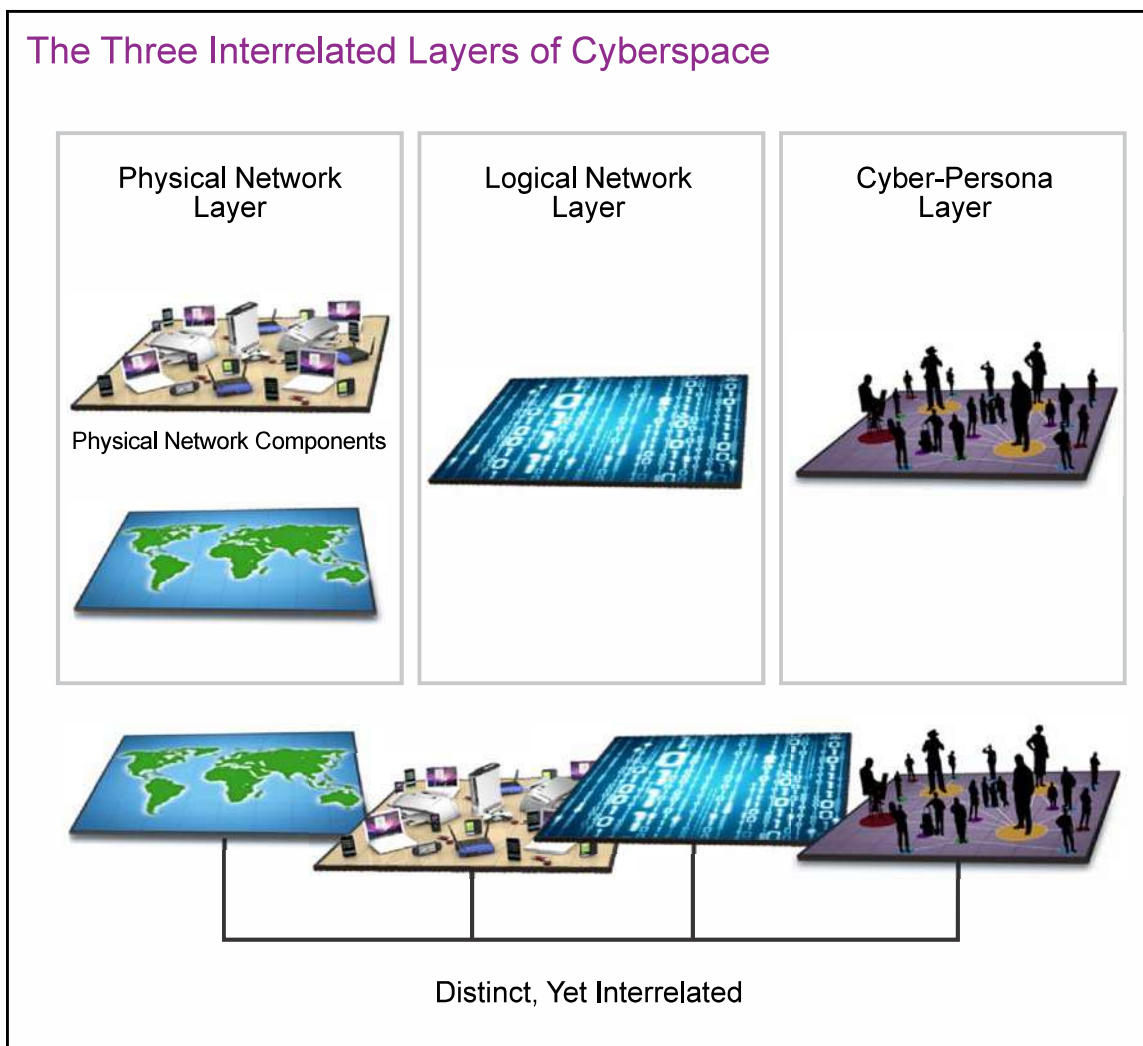 The Three Interrelated Layers of Cyberspace
Physical Network
Layer
Physical Network Components
Logical Network
Layer
Cyber-Persona
Layer
Distinct, Yet Interrelated